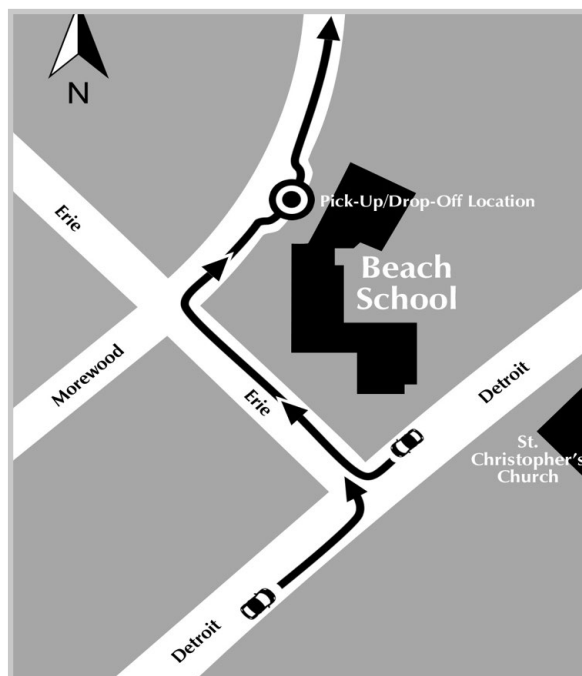 N
Erie
Pick-Up/Drop-Off Location
Beach
School
Morewood
Erie
Detroit
St.
Christopher's
Church
Detroit